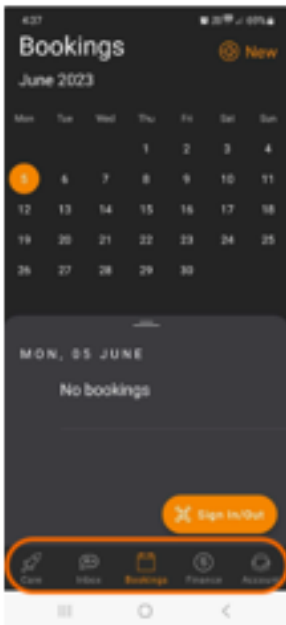 4:37
Bookings
New
June 2023
Mon Tue Wed Thu Fri Sat Sun
1 2 3 4
5 6 7 8 9 10 11
12 13 14 15 16 17 18
19 20 21 22 23 24 25
26 27 28 29 30
MON, 05 JUNE
No bookings
Sign In/Out
Care Inbox Bookings Finance Account